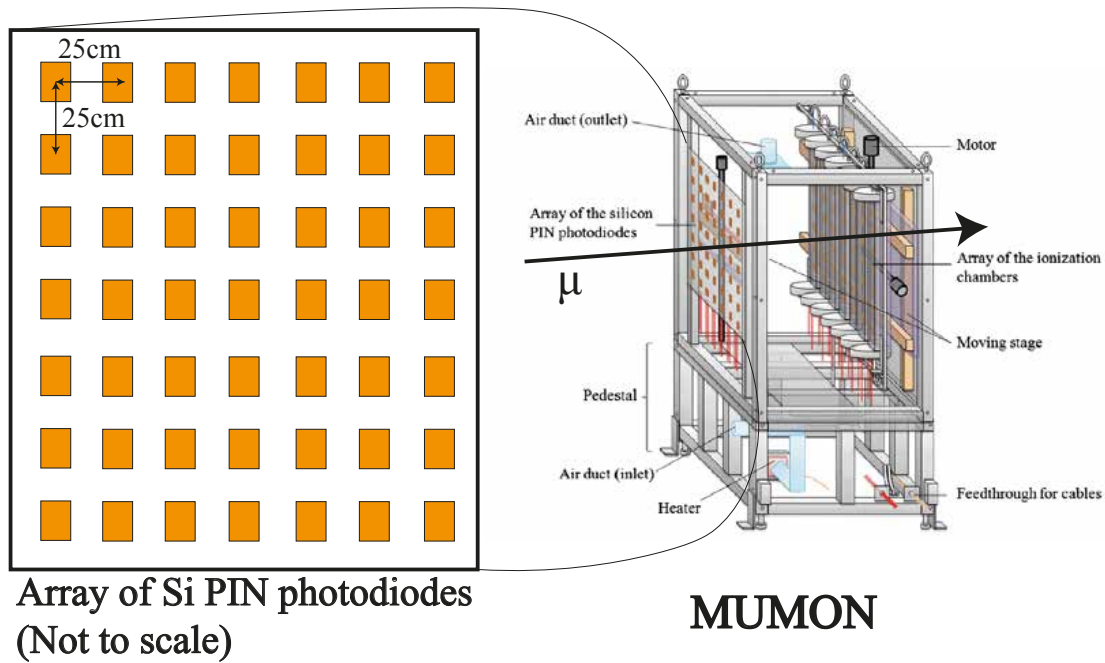 25cm
25cm
Array of Si PIN photodiodes
(Not to scale)
Air duct (outlet)
Motor
Array of the silicon
PIN photodiodes
μ
Array of the ionization
chambers
Moving stage
Pedestal
Air duct (inlet)
Heater
Feedthrough for cables
MUMON